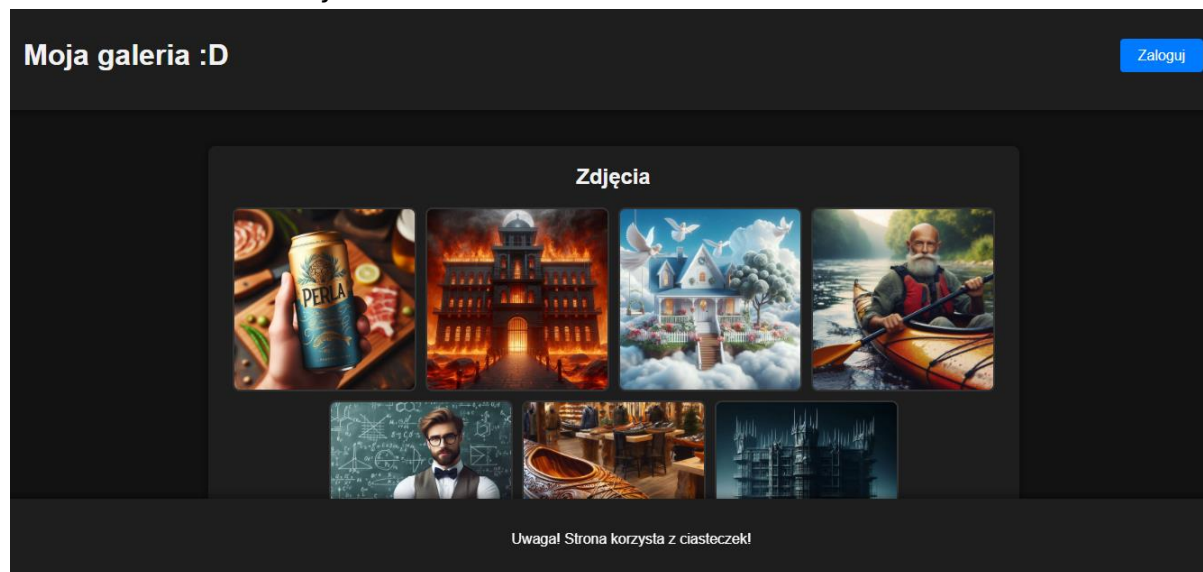 Moja galeria :D
Zaloguj
Zdjęcia
PERLA
Uwaga! Strona korzysta z ciasteczek!